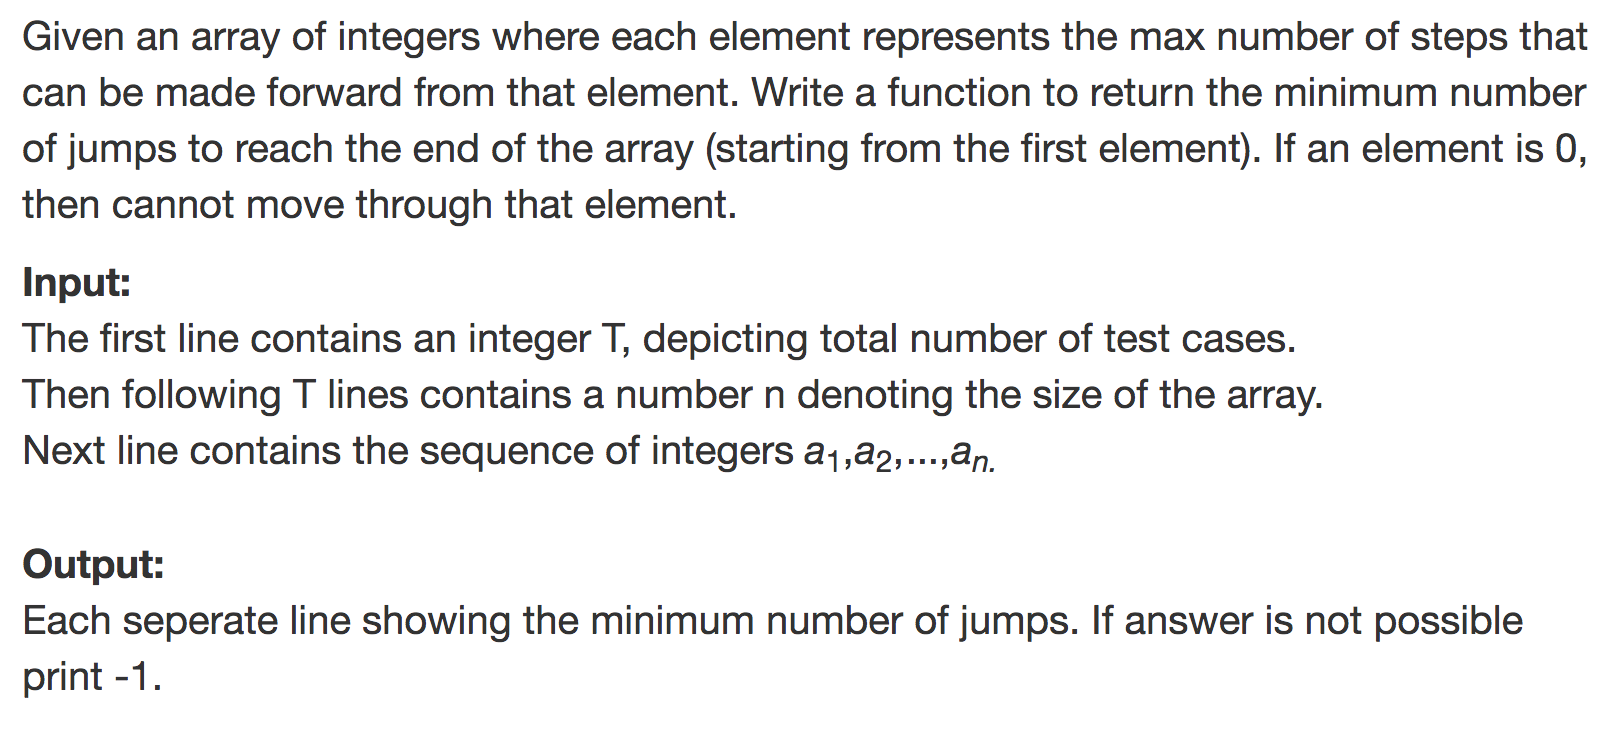 Given an array of integers where each element represents the max number of steps that
can be made forward from that element. Write a function to return the minimum number
of jumps to reach the end of the array (starting from the first element). If an element is 0,
then cannot move through that element.
Input:
The first line contains an integer T, depicting total number of test cases.
Then following T lines contains a number n denoting the size of the array.
Next line contains the sequence of integers a1,a2,...,an.
Output:
Each seperate line showing the minimum number of jumps. If answer is not possible
print -1.